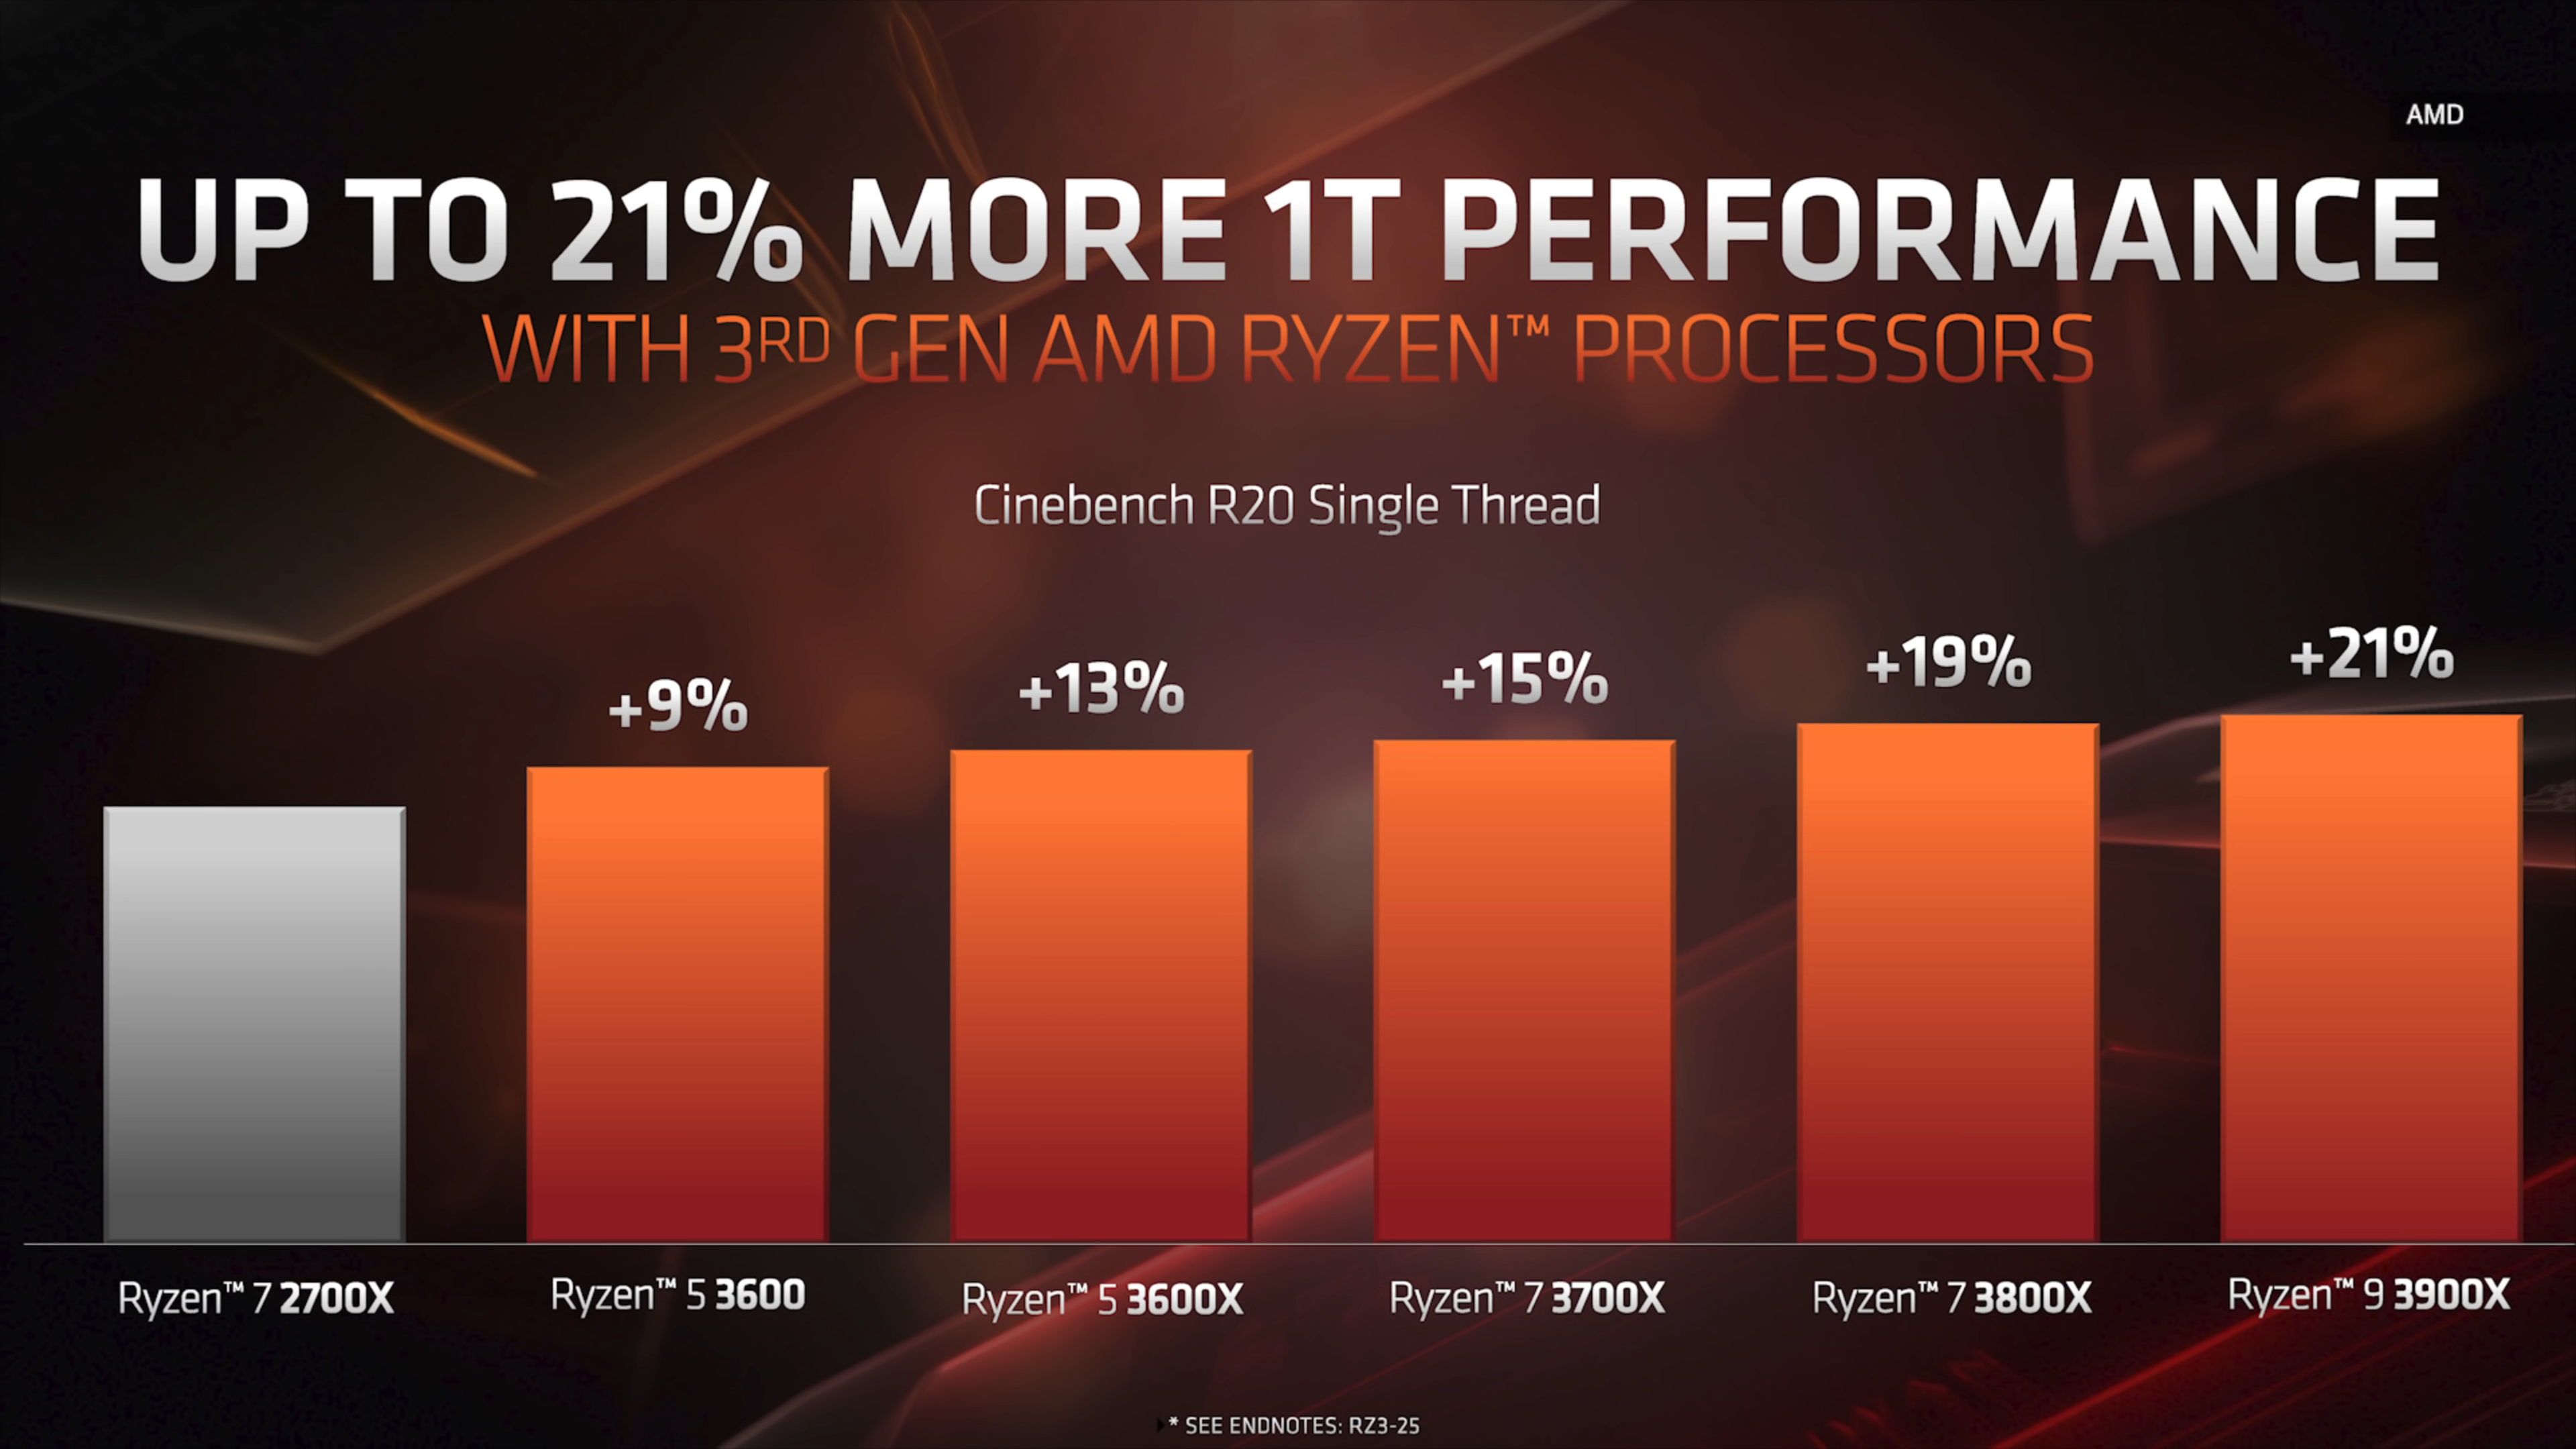 AMD
UP TO 21% MORE 1T PERFORMANCE
WITH 3RD GEN AMD RYZEN™ PROCESSORS
Cinebench R20 Single Thread
+9%
+13%
+15%
+19%
+21%
Ryzen™ 7 2700X
Ryzen™ 5 3600
Ryzen™ 5 3600X
Ryzen™ 7 3700X
Ryzen™ 7 3800X
Ryzen™ 9 3900X
* SEE ENDNOTES: RZ3-25